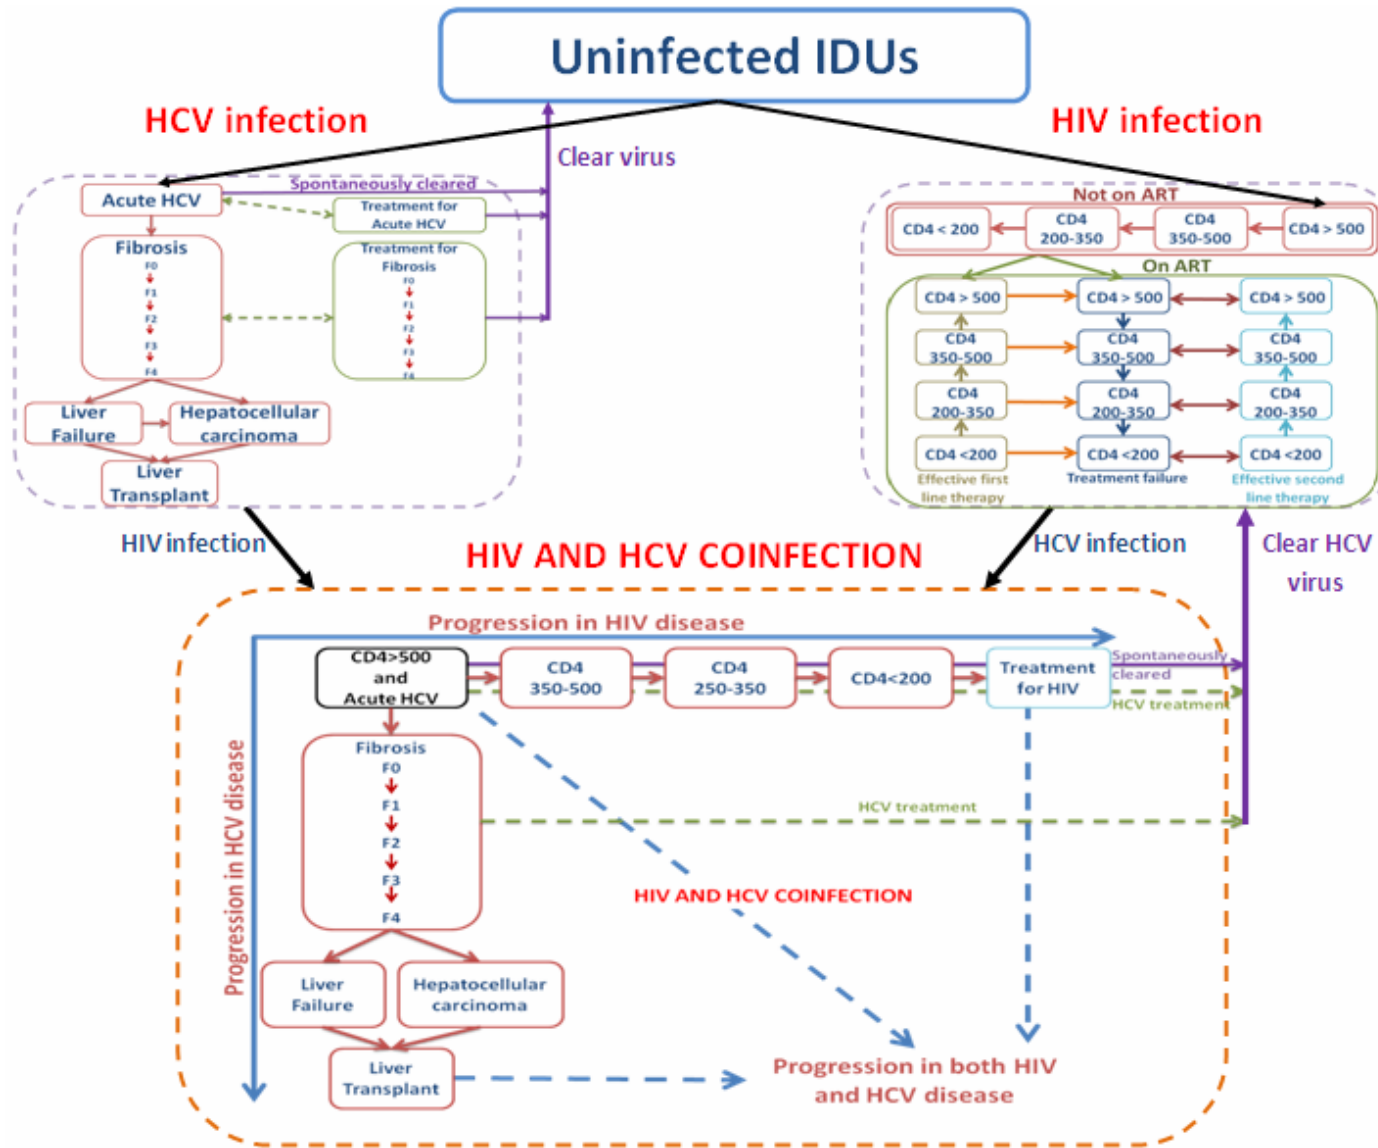 Uninfected IDUs
HCV infection
HIV infection
Clear virus
Spontaneously cleared
Acute HCV
Treatment for
Acute HCV
Fibrosis
F0
F1
F2
F3
F4
Treatment for
Fibrosis
F0
F1
F2
F3
F4
Liver
Failure
Hepatocellular
carcinoma
Liver
Transplant
Not on ART
CD4 < 200
CD4
200-350
CD4
350-500
CD4 > 500
On ART
CD4 > 500
CD4 > 500
CD4 > 500
CD4
350-500
CD4
350-500
CD4
350-500
CD4
200-350
CD4
200-350
CD4
200-350
CD4 <200
CD4 <200
CD4 <200
Effective first
line therapy
Treatment failure
Effective second
line therapy
HIV infection
HCV infection
Clear HCV
virus
HIV AND HCV COINFECTION
Progression in HIV disease
Progression in HCV disease
CD4>500
and
Acute HCV
CD4
350-500
CD4
250-350
CD4<200
Treatment
for HIV
Spontaneously
cleared
HCV treatment
Fibrosis
F0
F1
F2
F3
F4
HCV treatment
HIV AND HCV COINFECTION
Liver
Failure
Hepatocellular
carcinoma
Liver
Transplant
Progression in both HIV
and HCV disease